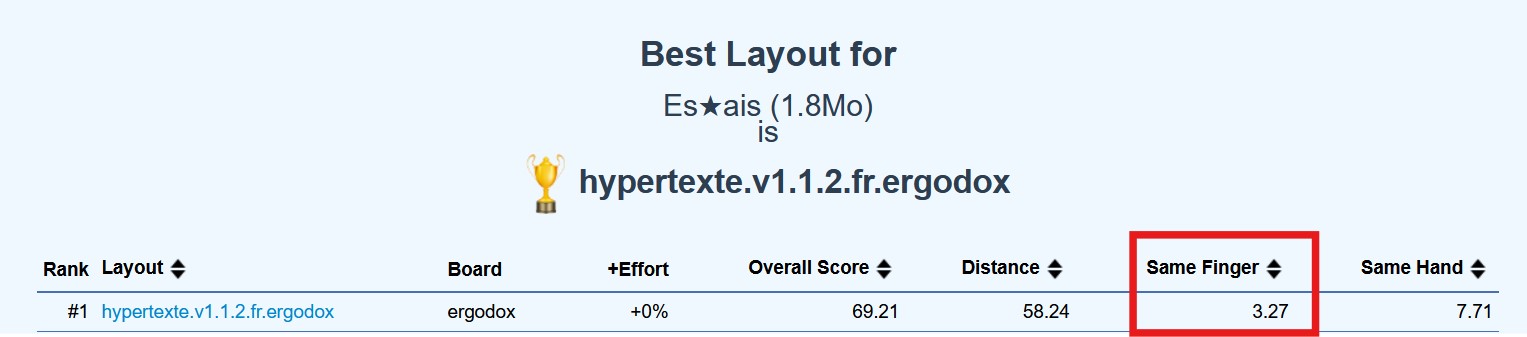 Best Layout for
Es★ais (1.8Mo)
is
hypertexte.v1.1.2.fr.ergodox
Rank Layout Board +Effort Overall Score Distance Same Finger Same Hand
#1 hypertexte.v1.1.2.fr.ergodox ergodox +0% 69.21 58.24 3.27 7.71